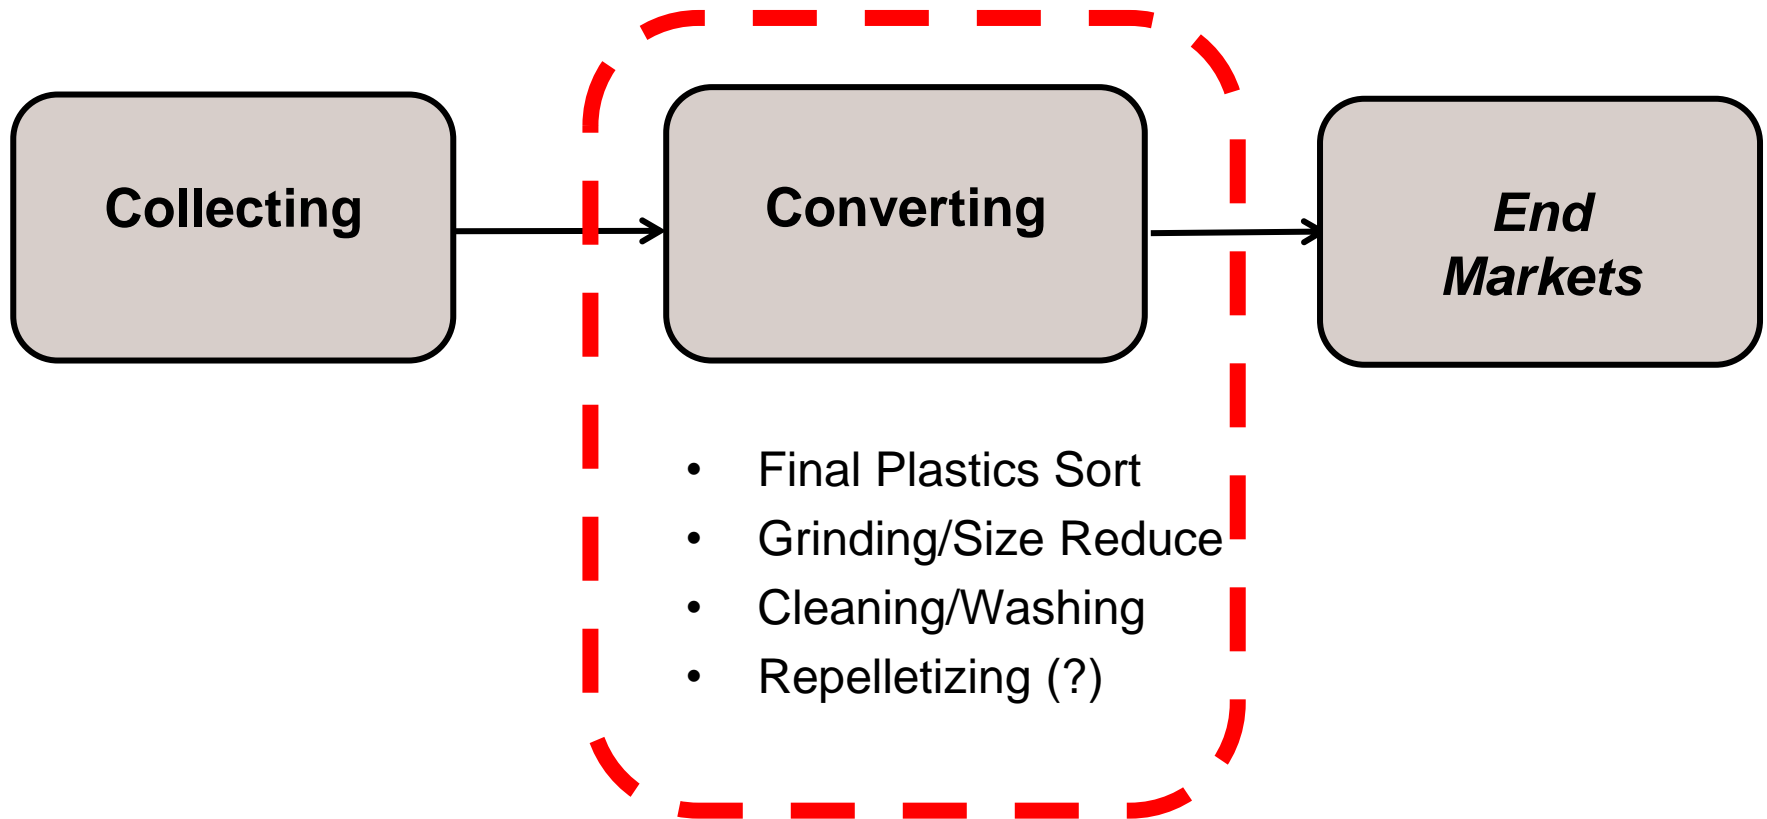 Collecting
Converting
End
Markets
• Final Plastics Sort
• Grinding/Size Reduce
• Cleaning/Washing
• Repelletizing (?)